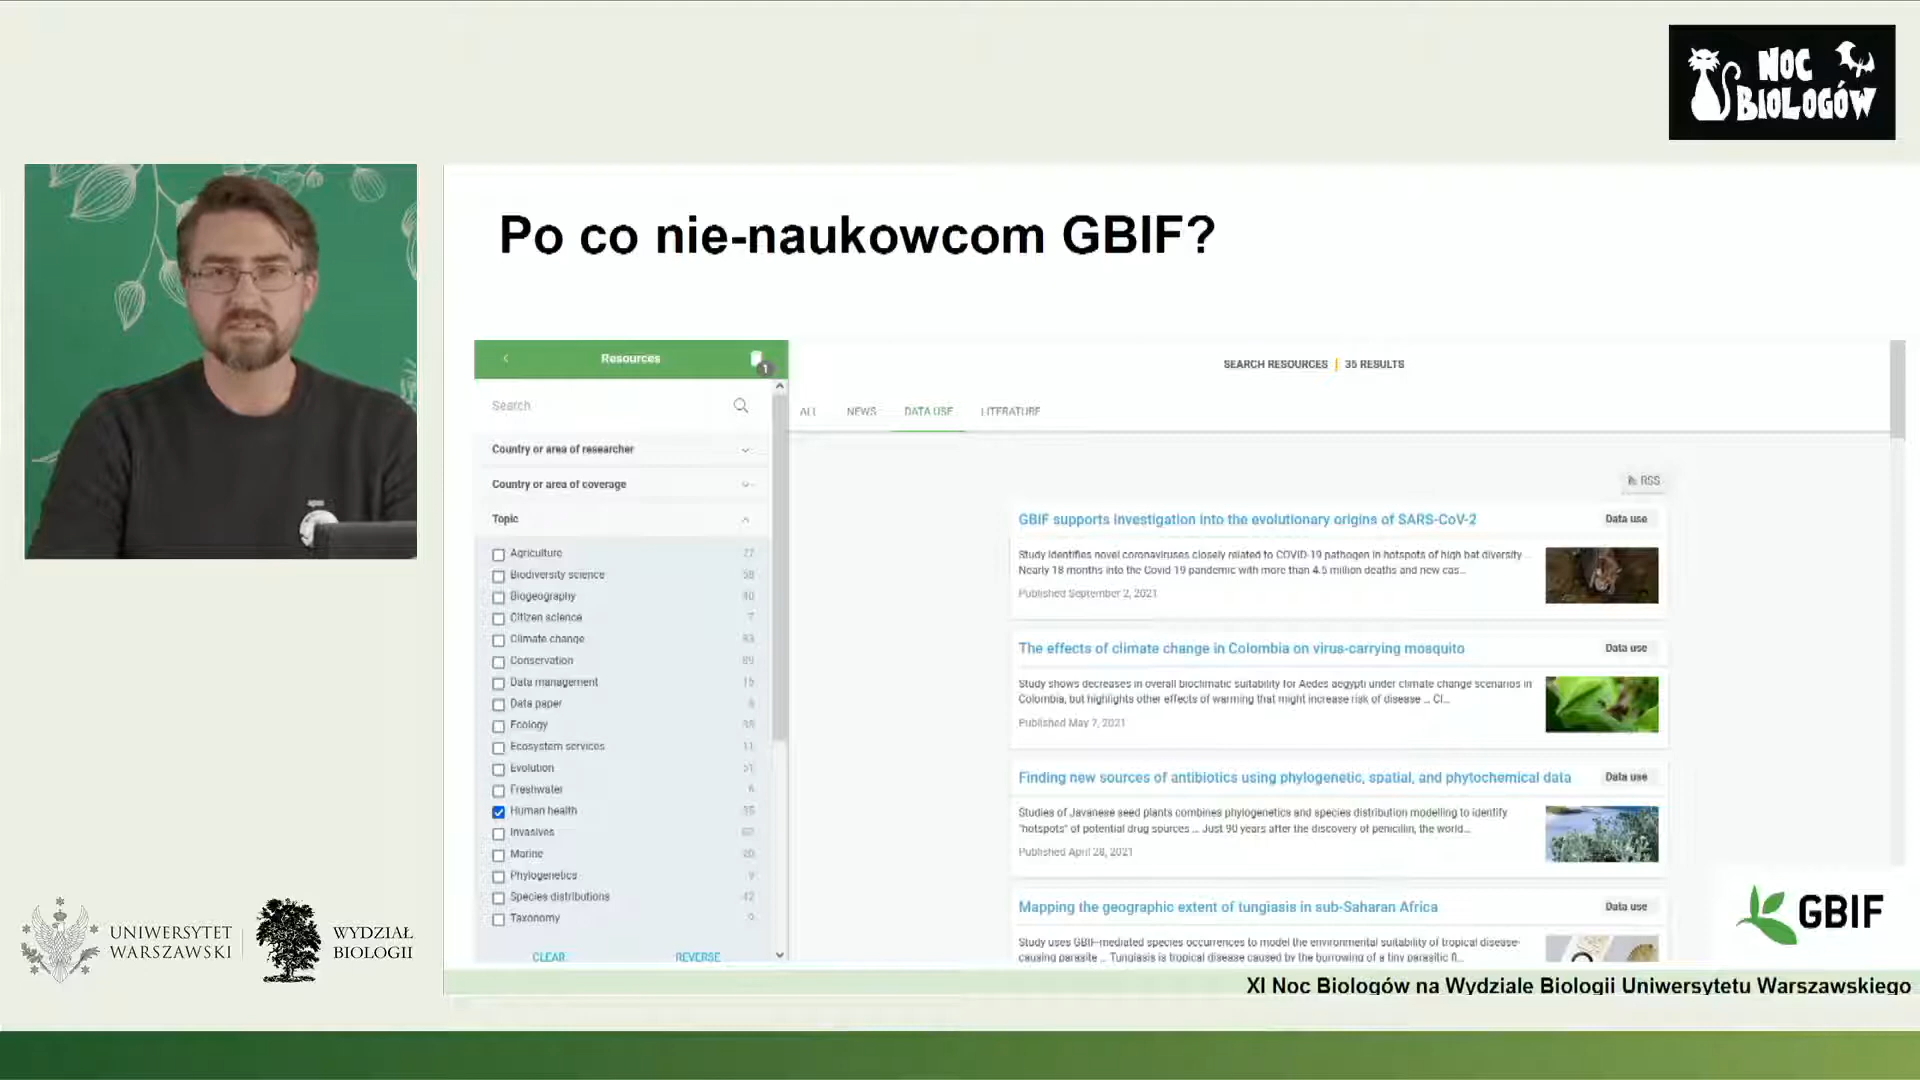 NOC
BIOLOGÓW
Po co nie-naukowcom GBIF?
Resources
1
Search
Country or area of researcher
Country or area of coverage
Topic
Agriculture
Biodiversity science
Biogeography
Citizen science
Climate change
Conservation
Data management
Data paper
Ecology
Ecosystem services
Evolution
Freshwater
Human health
Invasives
Marine
Phylogenetics
Species distributions
Taxonomy
CLEAR
REVERSE
SEARCH RESOURCES | 35 RESULTS
ALL NEWS DATA USE LITERATURE
RSS
GBIF supports investigation into the evolutionary origins of SARS-CoV-2
Data use
Study identifies novel coronaviruses closely related to COVID-19 pathogen in hotspots of high bat diversity ...
Nearly 18 months into the Covid 19 pandemic with more than 4.5 million deaths and new cas...
Published September 2, 2021
The effects of climate change in Colombia on virus-carrying mosquito
Data use
Study shows decreases in overall bioclimatic suitability for Aedes aegypti under climate change scenarios in
Colombia, but highlights other effects of warming that might increase risk of disease ... Cl...
Published May 7, 2021
Finding new sources of antibiotics using phylogenetic, spatial, and phytochemical data
Data use
Studies of Javanese seed plants combines phylogenetics and species distribution modelling to identify
"hotspots" of potential drug sources ... Just 90 years after the discovery of penicillin, the world...
Published April 28, 2021
Mapping the geographic extent of tungiasis in sub-Saharan Africa
Data use
Study uses GBIF-mediated species occurrences to model the environmental suitability of tropical disease-
causing parasite ... Tungiasis is tropical disease caused by the burrowing of a tiny parasitic fl...
GBIF
UNIWERSYTET
WARSZAWSKI
WYDZIAŁ
BIOLOGII
XI Noc Biologów na Wydziale Biologii Uniwersytetu Warszawskiego